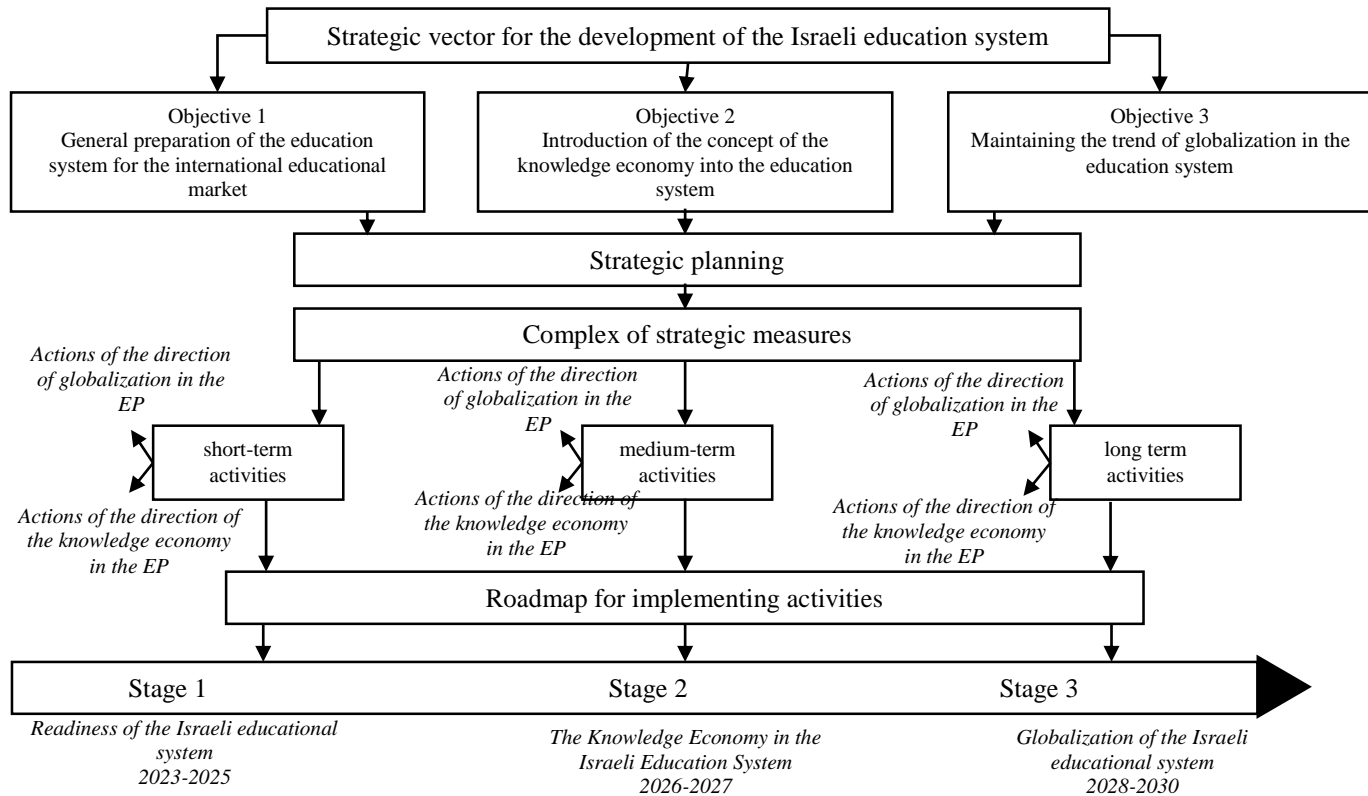 Strategic vector for the development of the Israeli education system
Objective 1
General preparation of the education
system for the international educational
market
Objective 2
Introduction of the concept of the
knowledge economy into the education
system
Objective 3
Maintaining the trend of globalization in the
education system
Strategic planning
Complex of strategic measures
Actions of the direction
of globalization in the
EP
short-term
activities
Actions of the direction of
the knowledge economy
in the EP
Actions of the direction
of globalization in the
EP
medium-term
activities
Actions of the direction of
the knowledge economy
in the EP
Actions of the direction
of globalization in the
EP
long term
activities
Actions of the direction of
the knowledge economy
in the EP
Roadmap for implementing activities
Stage 1
Stage 2
Stage 3
Readiness of the Israeli educational
system
2023-2025
The Knowledge Economy in the
Israeli Education System
2026-2027
Globalization of the Israeli
educational system
2028-2030